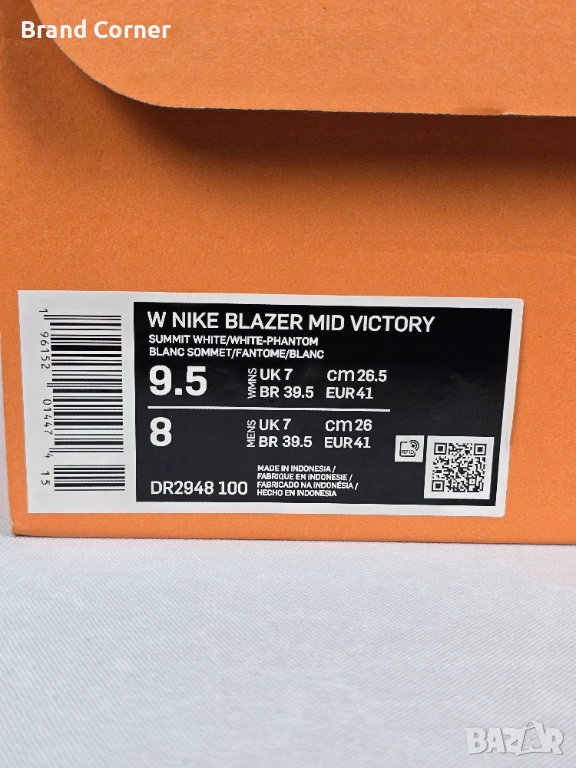 Brand Corner
1 96152 01447 4 15
W NIKE BLAZER MID VICTORY
SUMMIT WHITE/WHITE-PHANTOM
BLANC SOMMET/FANTOME/BLANC
9.5 WMNS UK 7 cm 26.5
BR 39.5 EUR 41
8 MENS UK 7 cm 26
BR 39.5 EUR 41
DR2948 100
MADE IN INDONESIA /
FABRIQUE EN INDONESIE /
FABRICADO NA INDONÉSIA /
HECHO EN INDONESIA
RFID
BAZAR